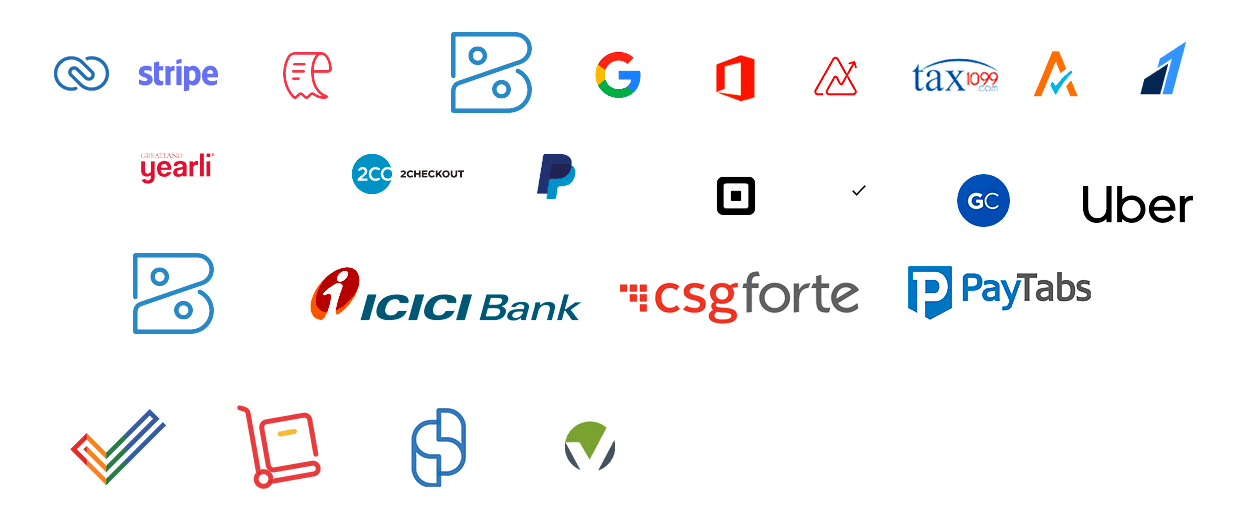 stripe
tax1099
.com
GREATLAND
yearli
2CO 2CHECKOUT
GC
Uber
ICICI Bank
csgforte
PayTabs